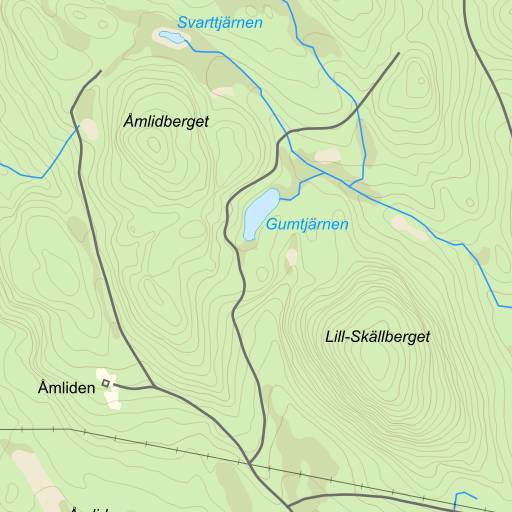 Svarttjärnen
Åmlidberget
Gumtjärnen
Lill-Skällberget
Åmliden